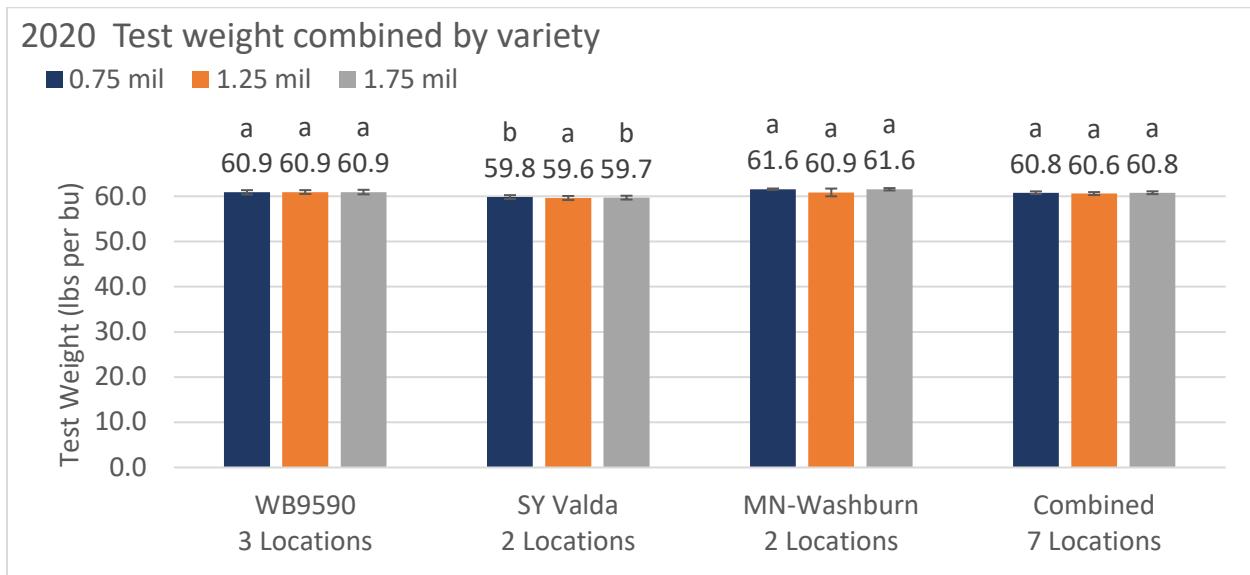 2020 Test weight combined by variety
0.75 mil 1.25 mil 1.75 mil
a a a b a b a a a a a a
60.9 60.9 60.9 59.8 59.6 59.7 61.6 60.9 61.6 60.8 60.6 60.8
Test Weight (lbs per bu)
60.0
50.0
40.0
30.0
20.0
10.0
0.0
WB9590 SY Valda MN-Washburn Combined
3 Locations 2 Locations 2 Locations 7 Locations